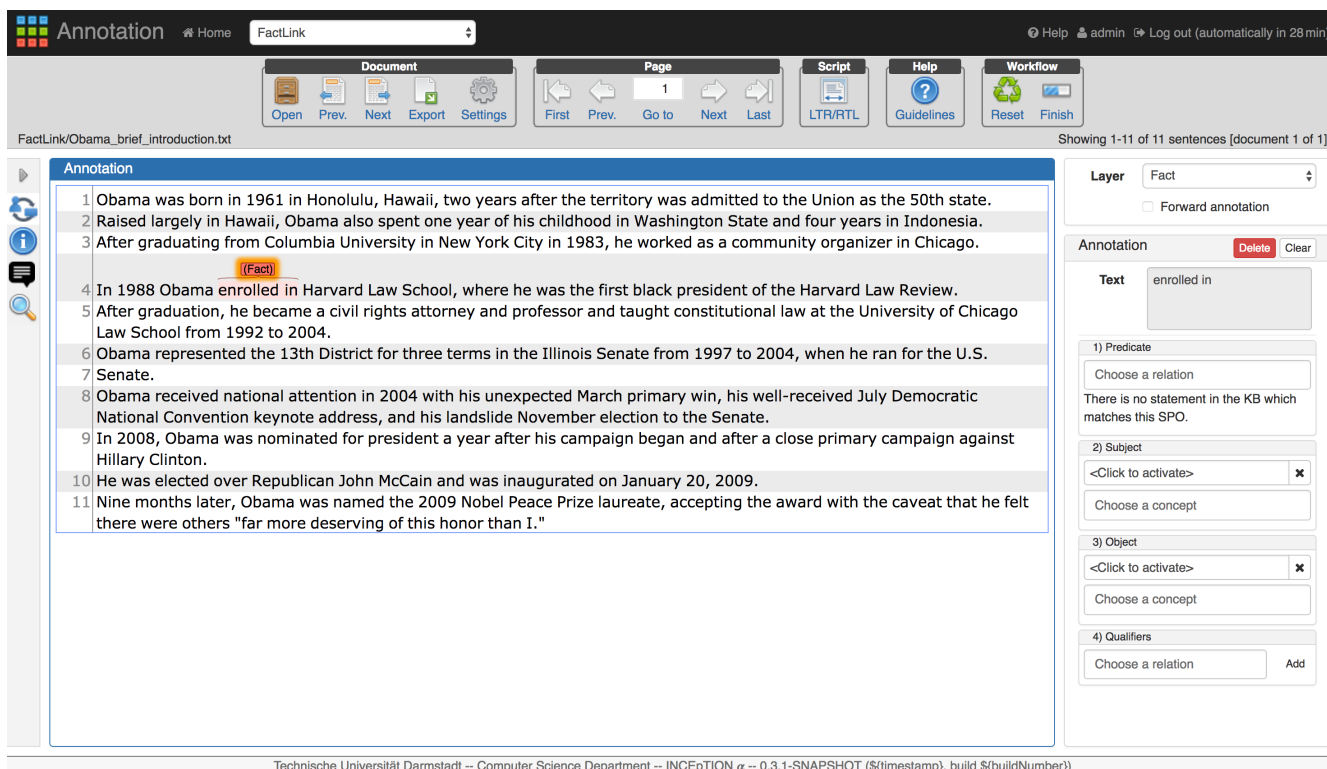 Annotation Home FactLink Help admin Log out (automatically in 28 min
Document Page Script Help Workflow
1
Open Prev. Next Export Settings First Prev. Go to Next Last LTR/RTL Guidelines Reset Finish
FactLink/Obama_brief_introduction.txt Showing 1-11 of 11 sentences [document 1 of 1]
Annotation
1 Obama was born in 1961 in Honolulu, Hawaii, two years after the territory was admitted to the Union as the 50th state.
2 Raised largely in Hawaii, Obama also spent one year of his childhood in Washington State and four years in Indonesia.
3 After graduating from Columbia University in New York City in 1983, he worked as a community organizer in Chicago.
(Fact)
4 In 1988 Obama enrolled in Harvard Law School, where he was the first black president of the Harvard Law Review.
5 After graduation, he became a civil rights attorney and professor and taught constitutional law at the University of Chicago
Law School from 1992 to 2004.
6 Obama represented the 13th District for three terms in the Illinois Senate from 1997 to 2004, when he ran for the U.S.
7 Senate.
8 Obama received national attention in 2004 with his unexpected March primary win, his well-received July Democratic
National Convention keynote address, and his landslide November election to the Senate.
9 In 2008, Obama was nominated for president a year after his campaign began and after a close primary campaign against
Hillary Clinton.
10 He was elected over Republican John McCain and was inaugurated on January 20, 2009.
11 Nine months later, Obama was named the 2009 Nobel Peace Prize laureate, accepting the award with the caveat that he felt
there were others "far more deserving of this honor than I."
Layer Fact
Forward annotation
Annotation Delete Clear
Text enrolled in
1) Predicate
Choose a relation
There is no statement in the KB which
matches this SPO.
2) Subject
<Click to activate>
Choose a concept
3) Object
<Click to activate>
Choose a concept
4) Qualifiers
Choose a relation Add
Technische Universität Darmstadt -- Computer Science Department -- INCEpTION α -- 0.3.1-SNAPSHOT (${timestamp}, build ${buildNumber})